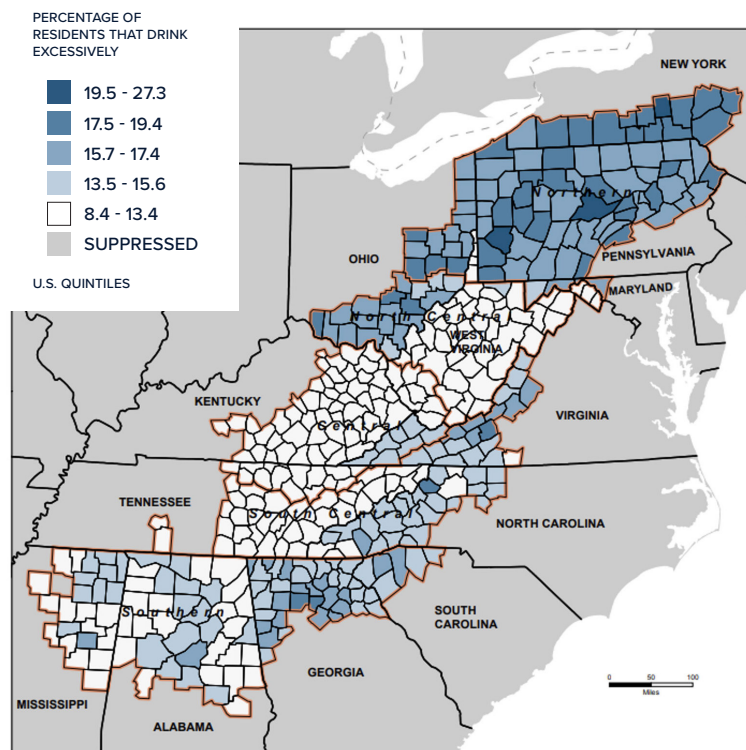 PERCENTAGE OF
RESIDENTS THAT DRINK
EXCESSIVELY
19.5 - 27.3
17.5 - 19.4
15.7 - 17.4
13.5 - 15.6
8.4 - 13.4
SUPPRESSED
U.S. QUINTILES
NEW YORK
Northern
PENNSYLVANIA
OHIO
MARYLAND
North Central
WEST
VIRGINIA
KENTUCKY
VIRGINIA
Central
TENNESSEE
South Central
NORTH CAROLINA
Southern
SOUTH
CAROLINA
GEORGIA
MISSISSIPPI
ALABAMA
0 50 100
Miles